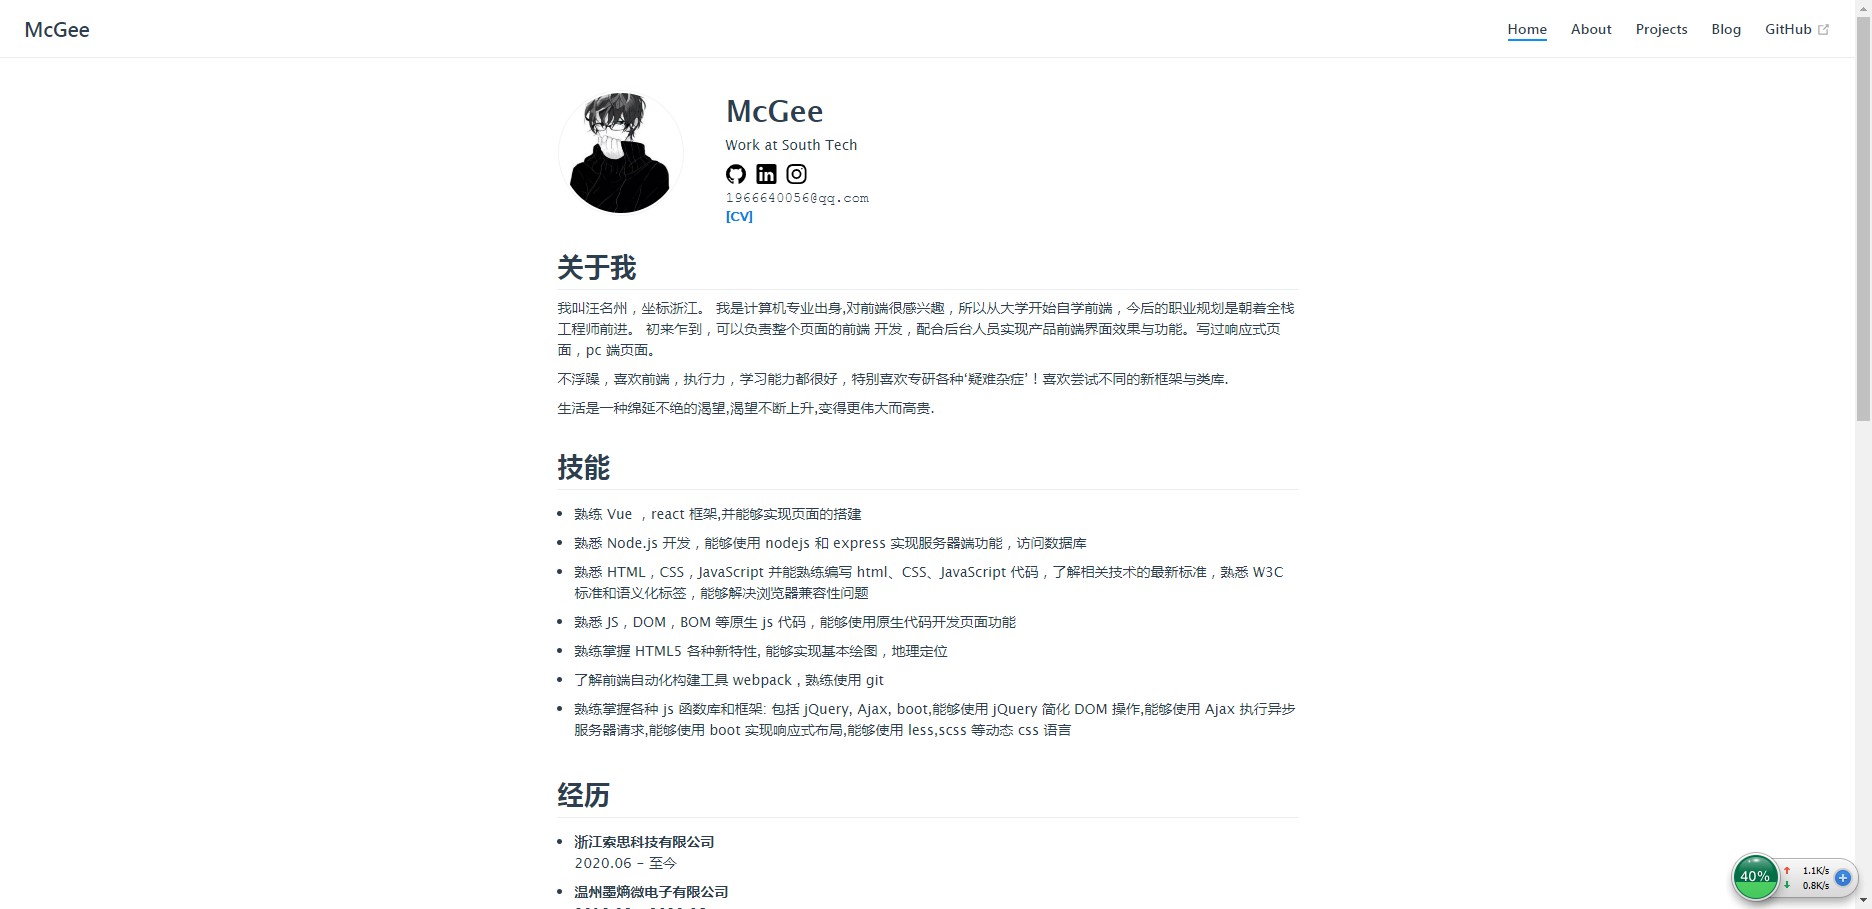 McGee
Home
About
Projects
Blog
GitHub
McGee
Work at South Tech
1966640056@qq.com
[CV]
关于我
我叫汪名州，坐标浙江。 我是计算机专业出身,对前端很感兴趣，所以从大学开始自学前端，今后的职业规划是朝着全栈
工程师前进。 初来乍到，可以负责整个页面的前端 开发，配合后台人员实现产品前端界面效果与功能。写过响应式页
面，pc 端页面。
不浮躁，喜欢前端，执行力，学习能力都很好，特别喜欢专研各种‘疑难杂症’！喜欢尝试不同的新框架与类库.
生活是一种绵延不绝的渴望,渴望不断上升,变得更伟大而高贵.
技能
熟练 Vue ，react 框架,并能够实现页面的搭建
熟悉 Node.js 开发，能够使用 nodejs 和 express 实现服务器端功能，访问数据库
熟悉 HTML，CSS，JavaScript 并能熟练编写 html、CSS、JavaScript 代码，了解相关技术的最新标准，熟悉 W3C
标准和语义化标签，能够解决浏览器兼容性问题
熟悉 JS，DOM，BOM 等原生 js 代码，能够使用原生代码开发页面功能
熟练掌握 HTML5 各种新特性, 能够实现基本绘图，地理定位
了解前端自动化构建工具 webpack，熟练使用 git
熟练掌握各种 js 函数库和框架: 包括 jQuery, Ajax, boot,能够使用 jQuery 简化 DOM 操作,能够使用 Ajax 执行异步
服务器请求,能够使用 boot 实现响应式布局,能够使用 less,scss 等动态 css 语言
经历
浙江索思科技有限公司
2020.06 - 至今
温州墨熵微电子有限公司
40%
1.1K/s
0.8K/s